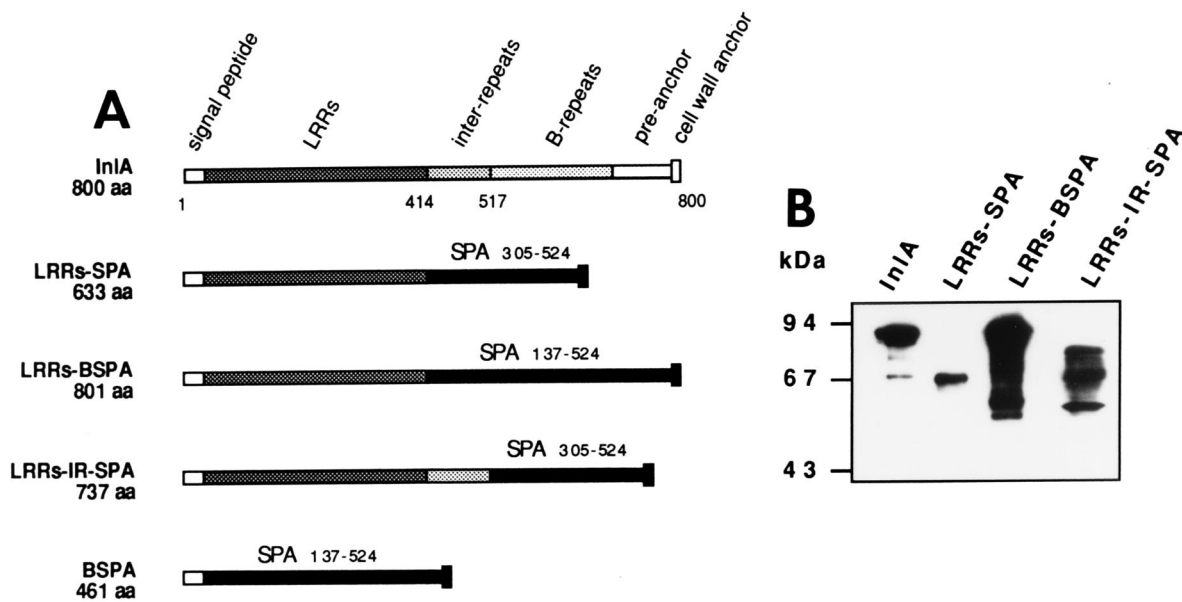 A
signal peptide
LRRs
inter-repeats
B-repeats
pre-anchor
cell wall anchor
InlA
800 aa
1
414
517
800
LRRs-SPA
633 aa
SPA 305-524
LRRs-BSPA
801 aa
SPA 137-524
LRRs-IR-SPA
737 aa
SPA 305-524
BSPA
461 aa
SPA 137-524
B
kDa
InlA
LRRs-SPA
LRRs-BSPA
LRRs-IR-SPA
94
67
43